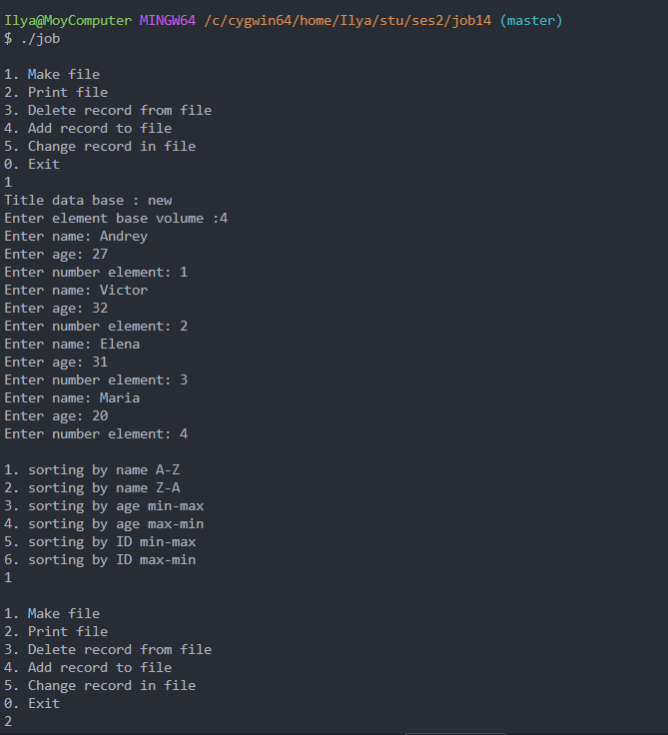 Ilya@MoyComputer MINGW64 /c/cygwin64/home/Ilya/stu/ses2/job14 (master)
$ ./job
1. Make file
2. Print file
3. Delete record from file
4. Add record to file
5. Change record in file
0. Exit
1
Title data base : new
Enter element base volume :4
Enter name: Andrey
Enter age: 27
Enter number element: 1
Enter name: Victor
Enter age: 32
Enter number element: 2
Enter name: Elena
Enter age: 31
Enter number element: 3
Enter name: Maria
Enter age: 20
Enter number element: 4
1. sorting by name A-Z
2. sorting by name Z-A
3. sorting by age min-max
4. sorting by age max-min
5. sorting by ID min-max
6. sorting by ID max-min
1
1. Make file
2. Print file
3. Delete record from file
4. Add record to file
5. Change record in file
0. Exit
2